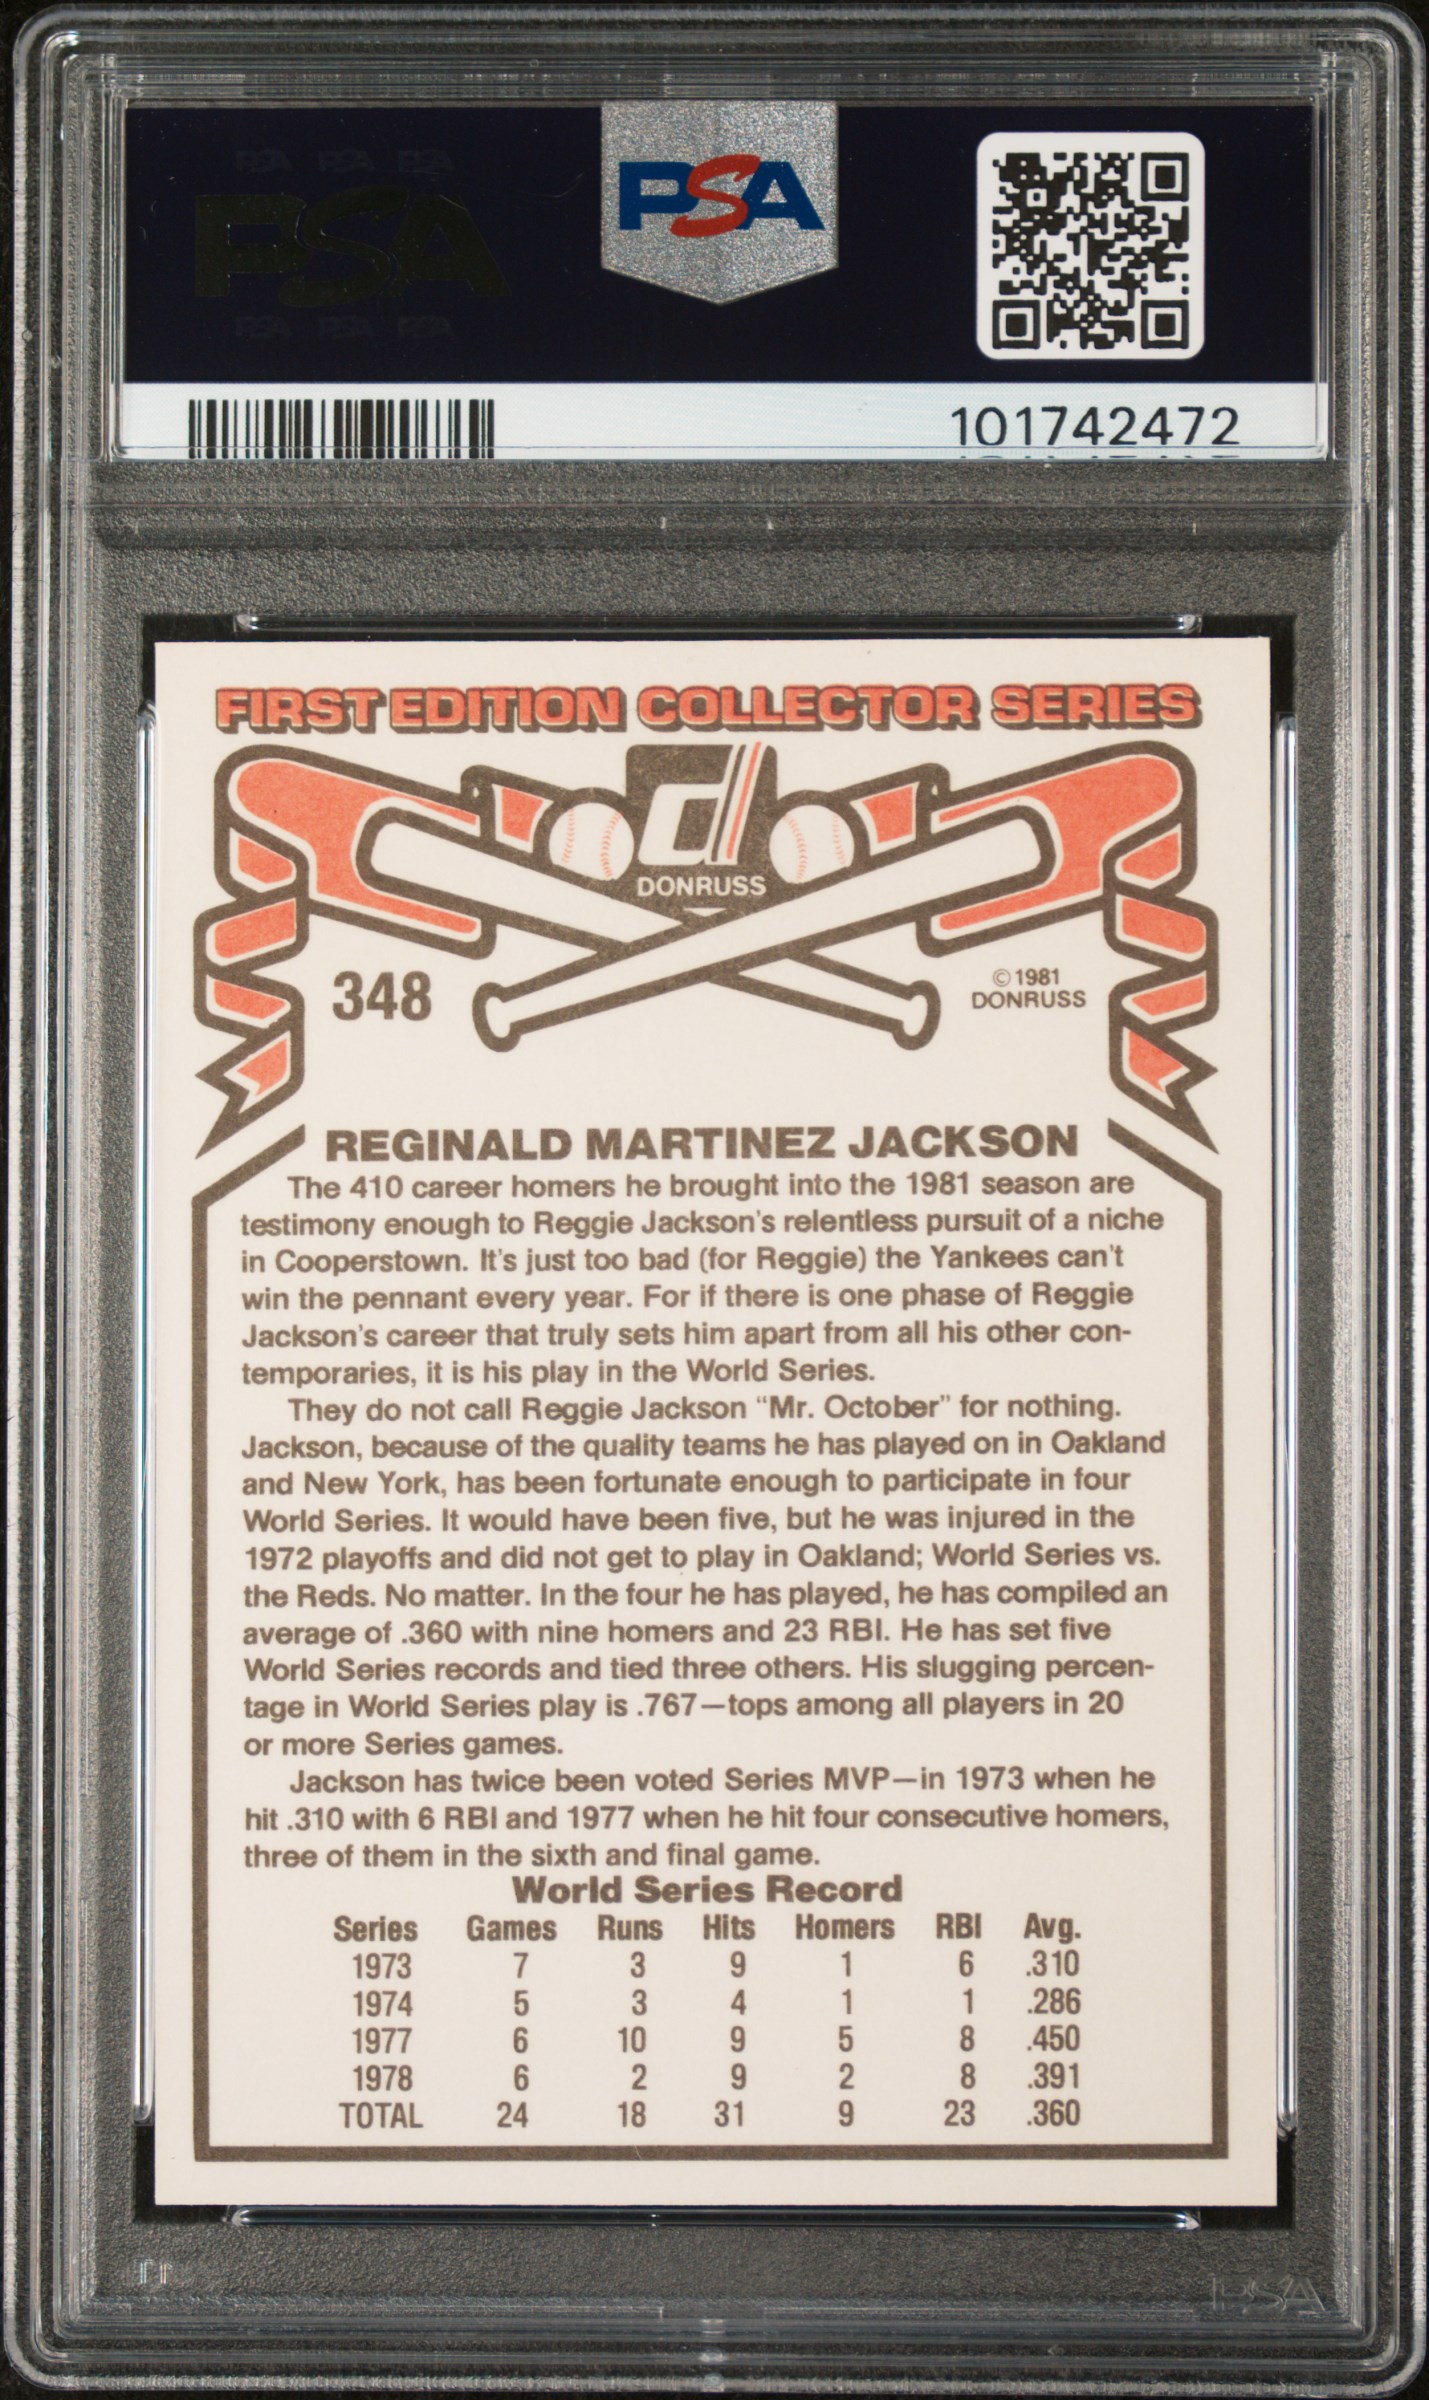 PSA PSA PSA
PSA
PSA PSA PSA
PSA
101742472
FIRST EDITION COLLECTOR SERIES
d
DONRUSS
348
© 1981
DONRUSS
REGINALD MARTINEZ JACKSON
The 410 career homers he brought into the 1981 season are
testimony enough to Reggie Jackson's relentless pursuit of a niche
in Cooperstown. It's just too bad (for Reggie) the Yankees can't
win the pennant every year. For if there is one phase of Reggie
Jackson's career that truly sets him apart from all his other con-
temporaries, it is his play in the World Series.
They do not call Reggie Jackson “Mr. October” for nothing.
Jackson, because of the quality teams he has played on in Oakland
and New York, has been fortunate enough to participate in four
World Series. It would have been five, but he was injured in the
1972 playoffs and did not get to play in Oakland; World Series vs.
the Reds. No matter. In the four he has played, he has compiled an
average of .360 with nine homers and 23 RBI. He has set five
World Series records and tied three others. His slugging percen-
tage in World Series play is .767—tops among all players in 20
or more Series games.
Jackson has twice been voted Series MVP—in 1973 when he
hit .310 with 6 RBI and 1977 when he hit four consecutive homers,
three of them in the sixth and final game.
World Series Record
Series Games Runs Hits Homers RBI Avg.
1973 7 3 9 1 6 .310
1974 5 3 4 1 1 .286
1977 6 10 9 5 8 .450
1978 6 2 9 2 8 .391
TOTAL 24 18 31 9 23 .360
PSA